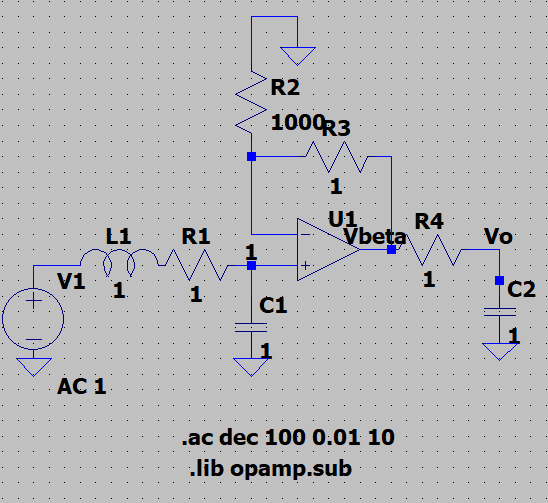 R2
1000
R3
1
U1
Vbeta
R4
1
Vo
L1
1
R1
1
1
V1
AC 1
C1
1
C2
1
.ac dec 100 0.01 10
.lib opamp.sub